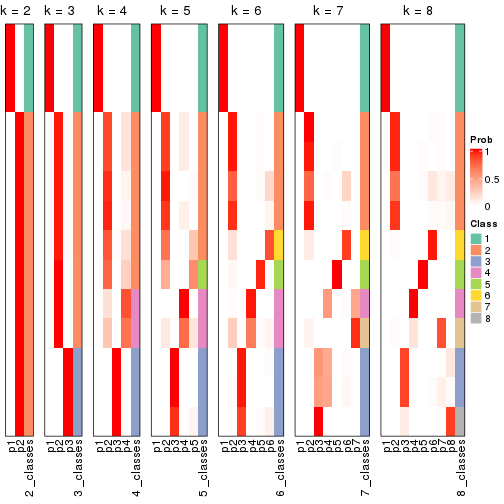 k = 2 k = 3 k = 4 k = 5 k = 6 k = 7 k = 8
Prob
1
0.5
0
Class
1
2
3
4
5
6
7
8
p1 p2 2_classes
p1 p2 p3 3_classes
p1 p2 p3 p4 4_classes
p1 p2 p3 p4 p5 5_classes
p1 p2 p3 p4 p5 p6 6_classes
p1 p2 p3 p4 p5 p6 p7 7_classes
p1 p2 p3 p4 p5 p6 p7 p8 8_classes